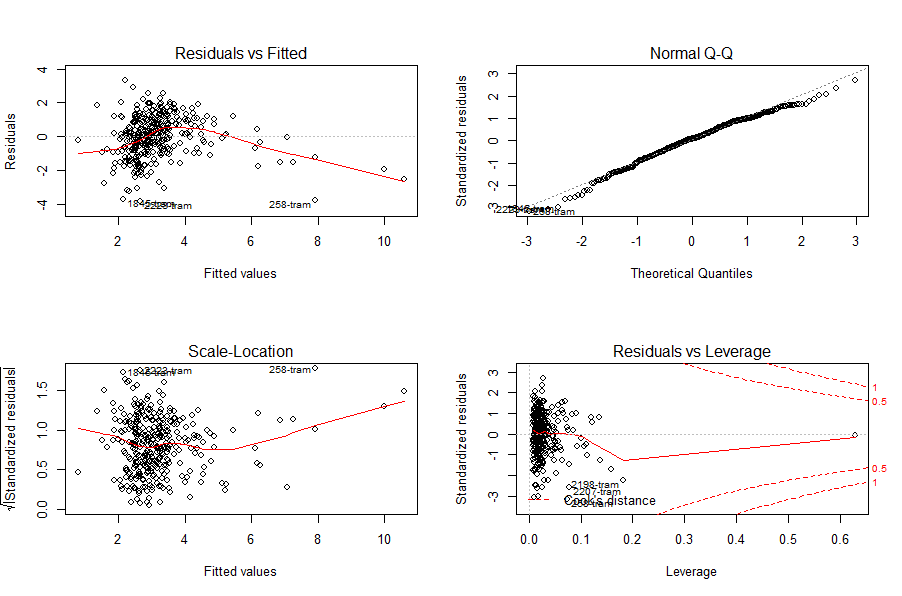 Residuals vs Fitted
Residuals
4
2
0
-2
-4
1845-tram
258-tram
2 4 6 8 10
Fitted values
Normal Q-Q
Standardized residuals
3
2
1
0
-1
-2
-3
-3 -2 -1 0 1 2 3
Theoretical Quantiles
Scale-Location
√|Standardized residuals|
1.5
1.0
0.5
0.0
258-tram
2 4 6 8 10
Fitted values
Residuals vs Leverage
Standardized residuals
3
2
1
0
-1
-3
1
0.5
0.5
1
2198-tram
2207-tram
Cook's distance
0.0 0.1 0.2 0.3 0.4 0.5 0.6
Leverage